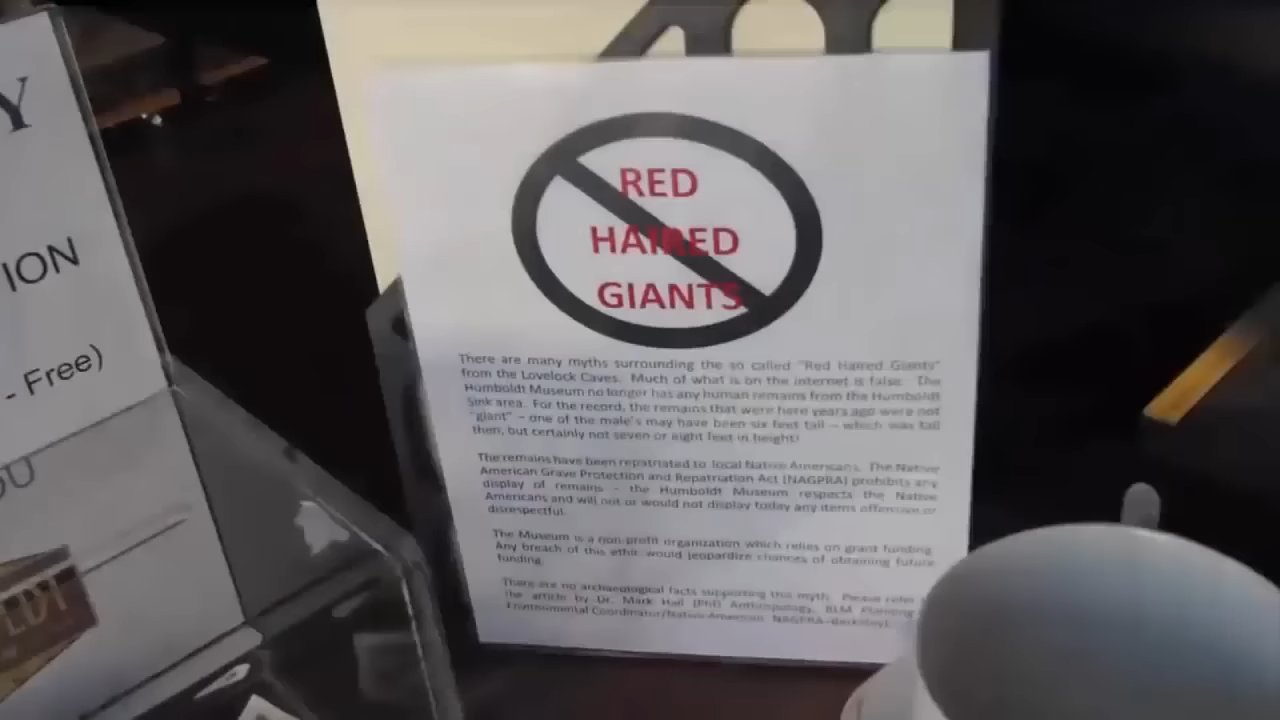 Y
ION
- Free)
OU
RED
HAIRED
GIANTS
There are many myths surrounding the so called "Red Haired Giants"
from the Lovelock Caves. Much of what is on the internet is false. The
Humboldt Museum no longer has any human remains from the Humboldt
Sink area. For the record, the remains that were here years ago were not
"giant" – one of the male's may have been six feet tall – which was tall
then, but certainly not seven or eight feet in height!
The remains have been repatriated to local Native Americans. The Native
American Grave Protection and Repatriation Act (NAGPRA) prohibits any
display of remains – the Humboldt Museum respects the Native
Americans and will not or would not display today any items offensive or
disrespectful.
The Museum is a non-profit organization which relies on grant funding.
Any breach of this ethic would jeopardize chances of obtaining future
funding.
There are no archaeological facts supporting this myth. Please refer
the article by Dr. Mark Hall (PhD) Anthropology, BLM Planning
Environmental Coordinator/Native American NAGPRA